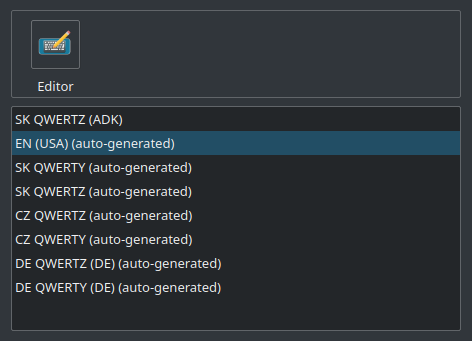 Editor
SK QWERTZ (ADK)
EN (USA) (auto-generated)
SK QWERTY (auto-generated)
SK QWERTZ (auto-generated)
CZ QWERTZ (auto-generated)
CZ QWERTY (auto-generated)
DE QWERTZ (DE) (auto-generated)
DE QWERTY (DE) (auto-generated)